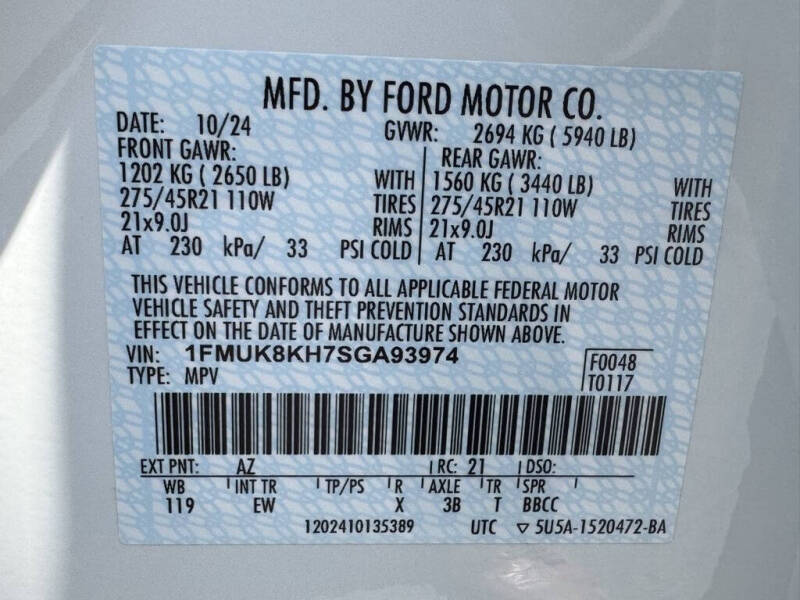 MFD. BY FORD MOTOR CO.
DATE: 10/24 GVWR: 2694 KG ( 5940 LB)
FRONT GAWR: REAR GAWR:
1202 KG ( 2650 LB) WITH 1560 KG ( 3440 LB) WITH
275/45R21 110W TIRES 275/45R21 110W TIRES
21x9.0J RIMS 21x9.0J RIMS
AT 230 kPa/ 33 PSI COLD AT 230 kPa/ 33 PSI COLD
THIS VEHICLE CONFORMS TO ALL APPLICABLE FEDERAL MOTOR
VEHICLE SAFETY AND THEFT PREVENTION STANDARDS IN
EFFECT ON THE DATE OF MANUFACTURE SHOWN ABOVE.
VIN: 1FMUK8KH7SGA93974 F0048
TYPE: MPV T0117
EXT PNT: AZ RC: 21 DSO:
WB INT TR TP/PS R AXLE TR SPR
119 EW X 3B T BBCC
1202410135389 UTC ▽ 5U5A-1520472-BA